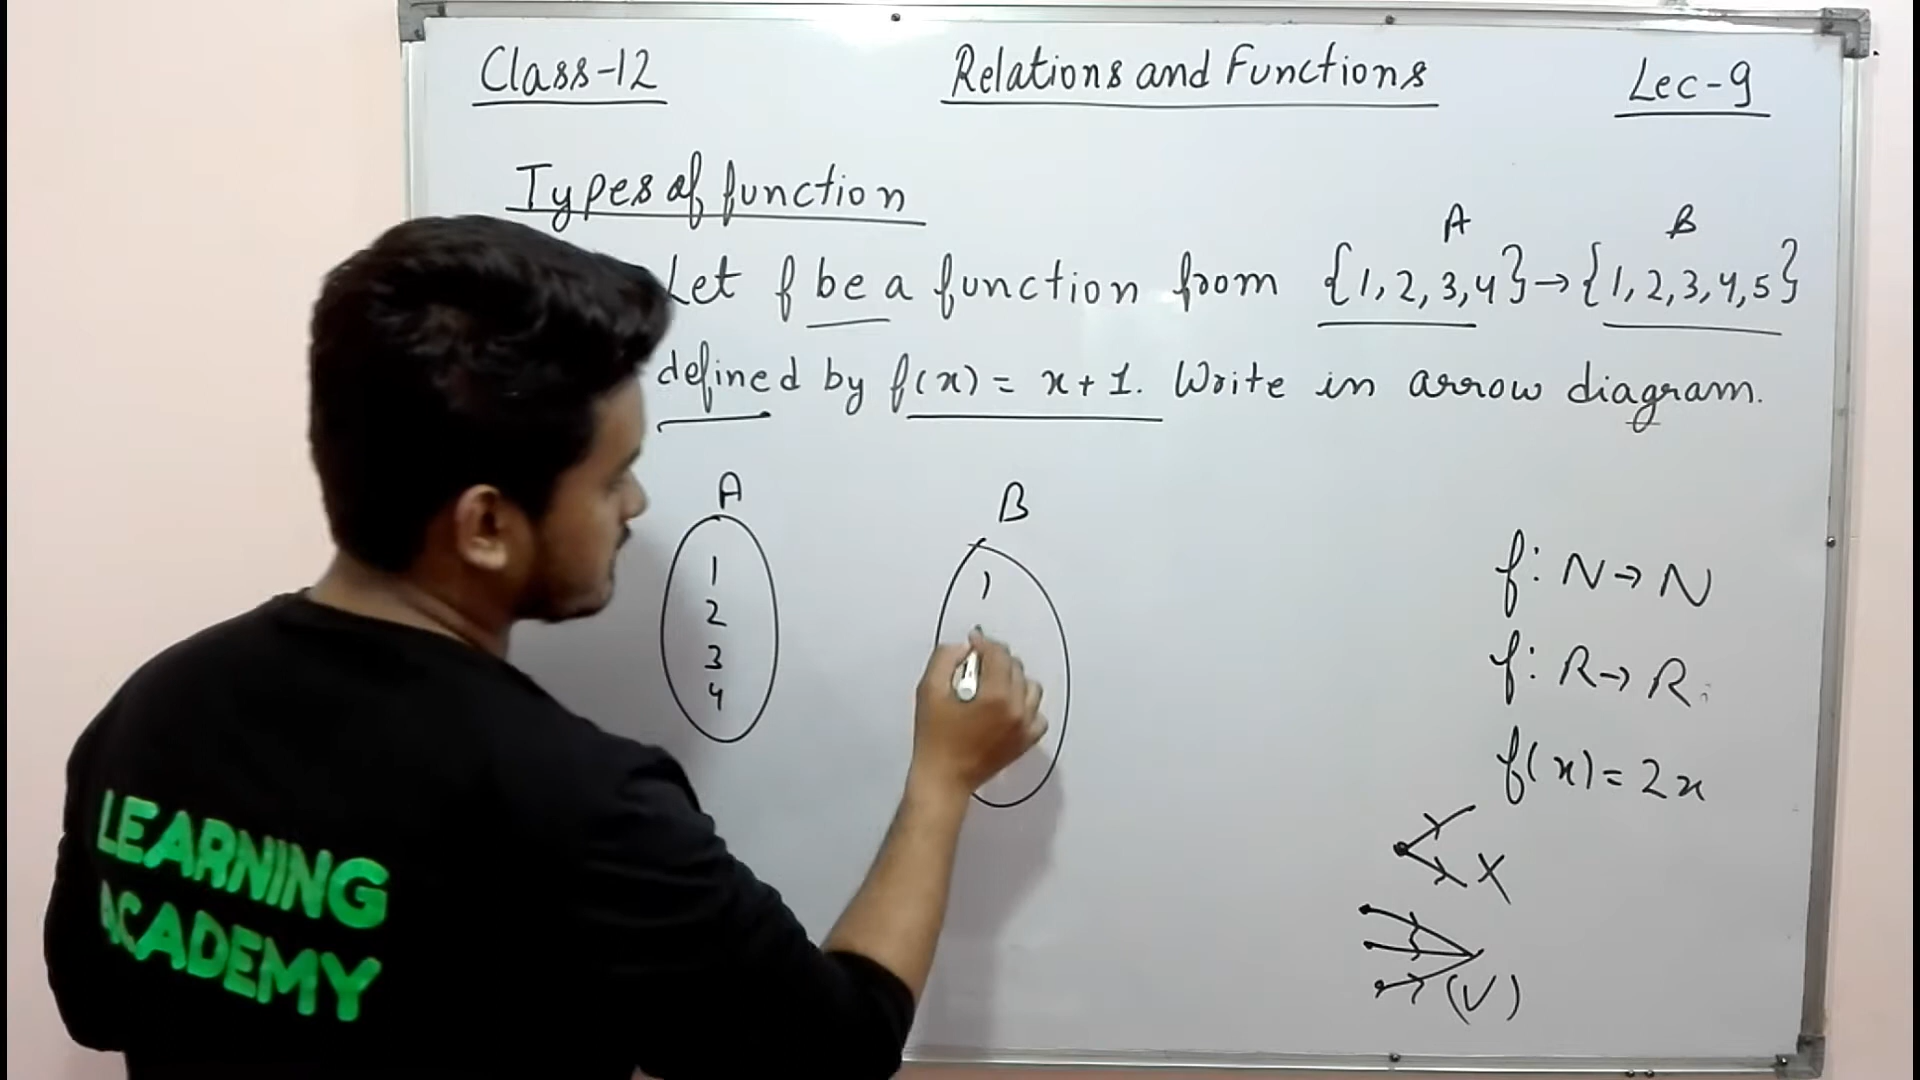 Class-12 Relations and Functions Lec-9
Types of function
A B
Let f be a function from {1,2,3,4}→{1,2,3,4,5}
defined by f(x) = x+1. Write in arrow diagram.
A B
1 1
2
3
4
f: N→N
f: R→R
f(x)=2x
X
(V)
LEARNING
ACADEMY